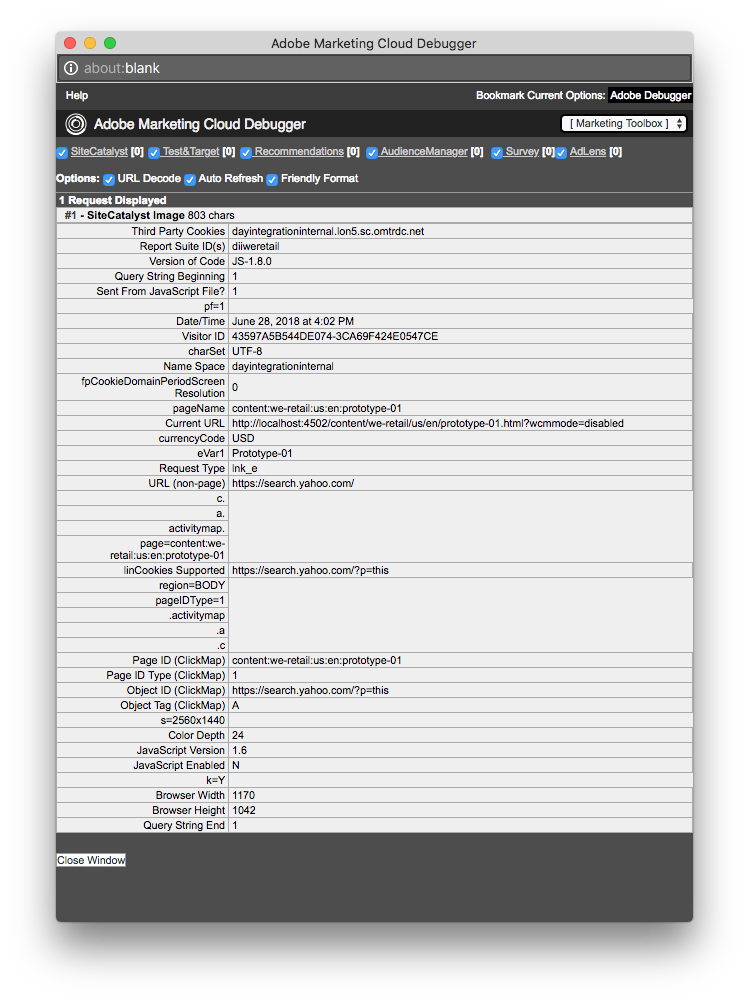 Adobe Marketing Cloud Debugger
about:blank
Help Bookmark Current Options: Adobe Debugger
Adobe Marketing Cloud Debugger [ Marketing Toolbox ]
SiteCatalyst [0] Test&Target [0] Recommendations [0] AudienceManager [0] Survey [0] AdLens [0]
Options: URL Decode Auto Refresh Friendly Format
1 Request Displayed
#1 - SiteCatalyst Image 803 chars
Third Party Cookies dayintegrationinternal.lon5.sc.omtrdc.net
Report Suite ID(s) diiweretail
Version of Code JS-1.8.0
Query String Beginning 1
Sent From JavaScript File? 1
pf=1
Date/Time June 28, 2018 at 4:02 PM
Visitor ID 43597A5B544DE074-3CA69F424E0547CE
charSet UTF-8
Name Space dayintegrationinternal
fpCookieDomainPeriodScreen
Resolution 0
pageName content:we-retail:us:en:prototype-01
Current URL http://localhost:4502/content/we-retail/us/en/prototype-01.html?wcmmode=disabled
currencyCode USD
eVar1 Prototype-01
Request Type lnk_e
URL (non-page) https://search.yahoo.com/
c.
a.
activitymap.
page=content:we-
retail:us:en:prototype-01
linCookies Supported https://search.yahoo.com/?p=this
region=BODY
pageIDType=1
.activitymap
.a
.c
Page ID (ClickMap) content:we-retail:us:en:prototype-01
Page ID Type (ClickMap) 1
Object ID (ClickMap) https://search.yahoo.com/?p=this
Object Tag (ClickMap) A
s=2560x1440
Color Depth 24
JavaScript Version 1.6
JavaScript Enabled N
k=Y
Browser Width 1170
Browser Height 1042
Query String End 1
Close Window